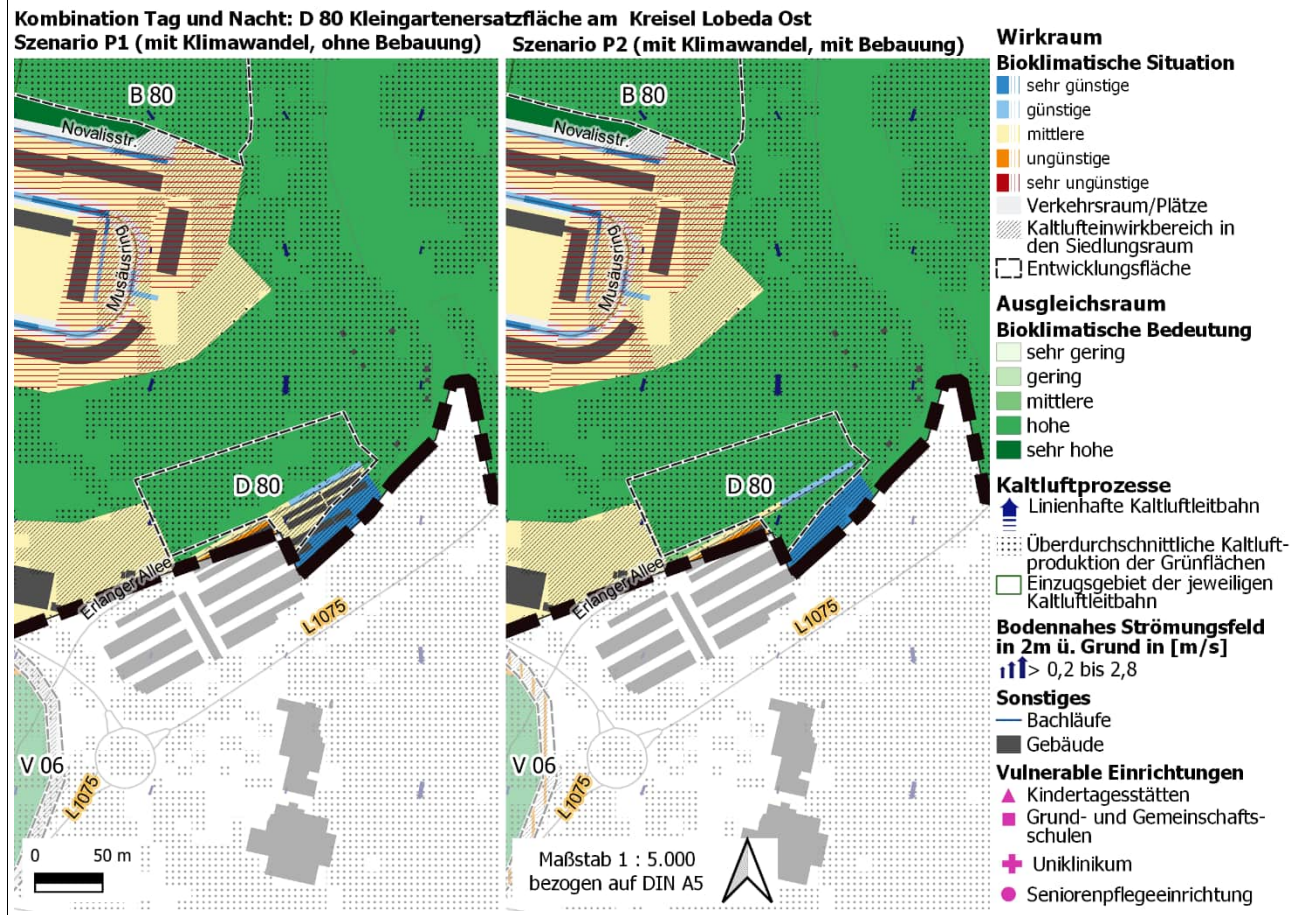 Kombination Tag und Nacht: D 80 Kleingartenersatzfläche am Kreisel Lobeda Ost
Szenario P1 (mit Klimawandel, ohne Bebauung)
Szenario P2 (mit Klimawandel, mit Bebauung)
B 80
Novalisstr.
Musäusring
D 80
Erlanger Allee
L1075
V 06
L1075
0 50 m
B 80
Novalisstr.
Musäusring
D 80
Erlanger Allee
L1075
V 06
L1075
Maßstab 1 : 5.000
bezogen auf DIN A5
Wirkraum
Bioklimatische Situation
sehr günstige
günstige
mittlere
ungünstige
sehr ungünstige
Verkehrsraum/Plätze
Kaltlufteinwirkbereich in
den Siedlungsraum
Entwicklungsfläche
Ausgleichsraum
Bioklimatische Bedeutung
sehr gering
gering
mittlere
hohe
sehr hohe
Kaltluftprozesse
Linienhafte Kaltluftleitbahn
Überdurchschnittliche Kaltluft-
produktion der Grünflächen
Einzugsgebiet der jeweiligen
Kaltluftleitbahn
Bodennahes Strömungsfeld
in 2m ü. Grund in [m/s]
> 0,2 bis 2,8
Sonstiges
Bachläufe
Gebäude
Vulnerable Einrichtungen
Kindertagesstätten
Grund- und Gemeinschafts-
schulen
Uniklinikum
Seniorenpflegeeinrichtung